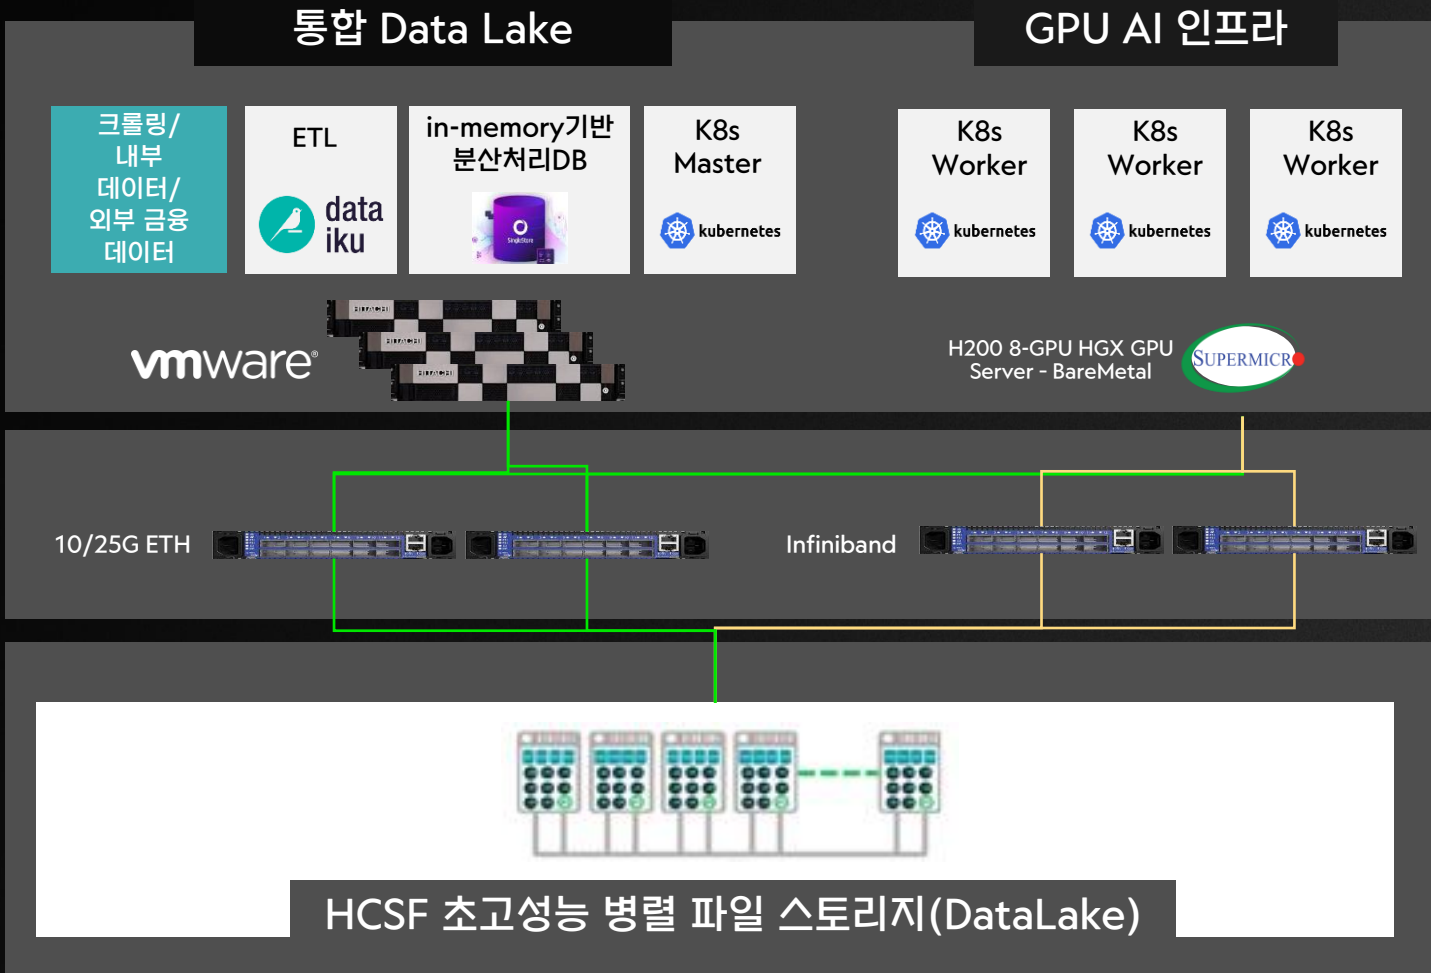 통합 Data Lake
GPU AI 인프라
크롤링/
내부
데이터/
외부 금융
데이터
ETL
data
iku
in-memory기반
분산처리DB
SingleStore
K8s
Master
kubernetes
K8s
Worker
kubernetes
K8s
Worker
kubernetes
K8s
Worker
kubernetes
vmware®
HITACHI
HITACHI
HITACHI
H200 8-GPU HGX GPU
Server - BareMetal
SUPERMICRO
10/25G ETH
Infiniband
HCSF 초고성능 병렬 파일 스토리지(DataLake)